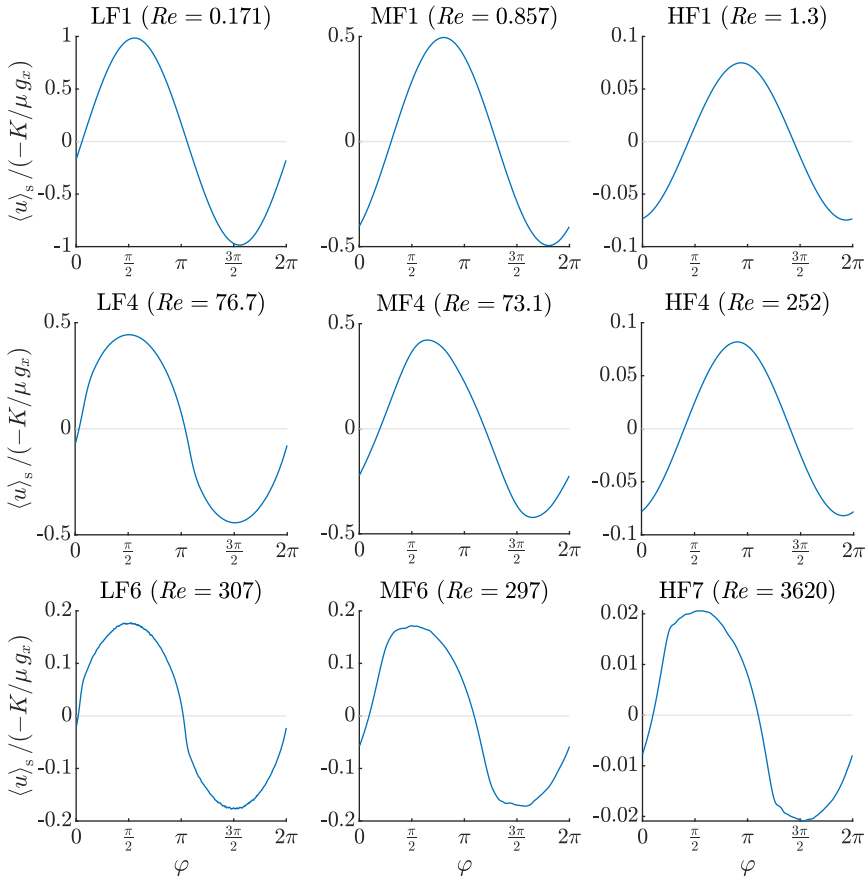 LF1 (Re = 0.171) MF1 (Re = 0.857) HF1 (Re = 1.3)
⟨u⟩s /(−K/μ gx)
1 0.5 0 -0.5 -1
0 π/2 π 3π/2 2π
0.5 0 -0.5
0 π/2 π 3π/2 2π
0.1 0.05 0 -0.05 -0.1
0 π/2 π 3π/2 2π
LF4 (Re = 76.7) MF4 (Re = 73.1) HF4 (Re = 252)
⟨u⟩s /(−K/μ gx)
0.5 0 -0.5
0 π/2 π 3π/2 2π
0.5 0 -0.5
0 π/2 π 3π/2 2π
0.1 0.05 0 -0.05 -0.1
0 π/2 π 3π/2 2π
LF6 (Re = 307) MF6 (Re = 297) HF7 (Re = 3620)
⟨u⟩s /(−K/μ gx)
0.2 0.1 0 -0.1 -0.2
0 π/2 π 3π/2 2π
0.2 0.1 0 -0.1 -0.2
0 π/2 π 3π/2 2π
0.02 0.01 0 -0.01 -0.02
0 π/2 π 3π/2 2π
φ φ φ